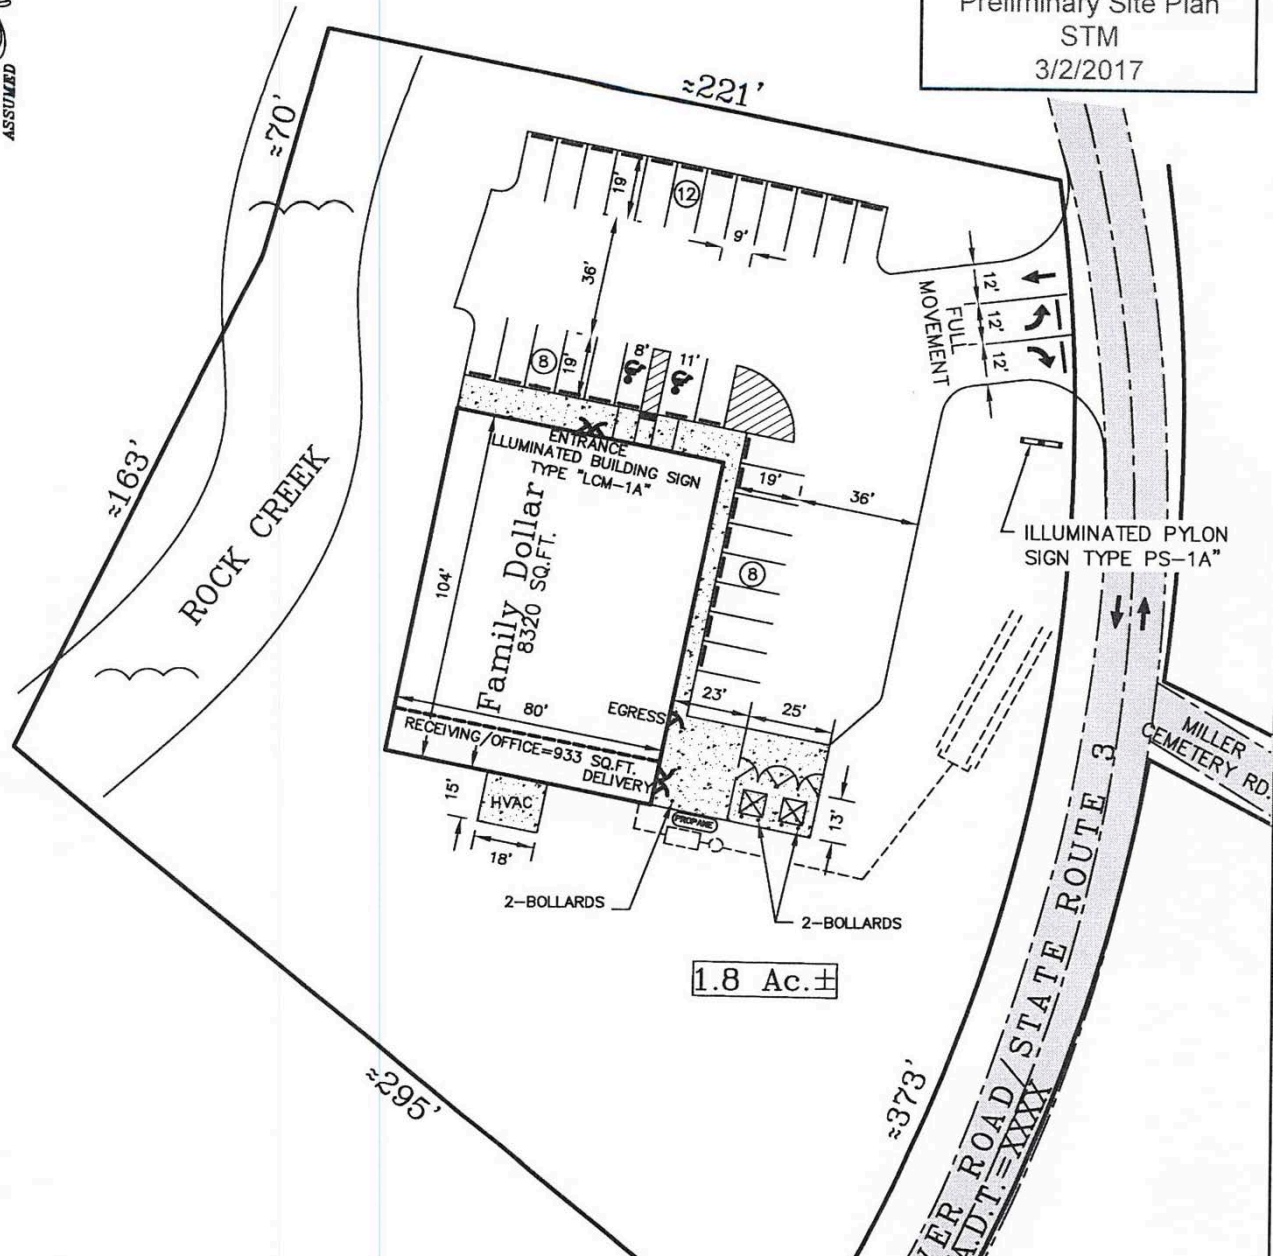 Preliminary Site Plan
STM
3/2/2017
ASSUMED
≈221'
≈70'
19'
12
9'
36'
12'
12'
12'
FULL
MOVEMENT
8
19'
8'
11'
ENTRANCE
ILLUMINATED BUILDING SIGN
TYPE "LCM-1A"
19'
36'
≈163'
ROCK CREEK
ILLUMINATED PYLON
SIGN TYPE PS-1A"
104'
Family Dollar
8320 SQ.FT.
8
23'
25'
80'
EGRESS
RECEIVING/OFFICE=933 SQ.FT.
DELIVERY
MILLER
CEMETERY RD.
15'
HVAC
18'
PROPANE
13'
2-BOLLARDS
2-BOLLARDS
1.8 Ac.±
≈295'
≈373'
VER ROAD/STATE ROUTE 3
A.D.T.=XXXX